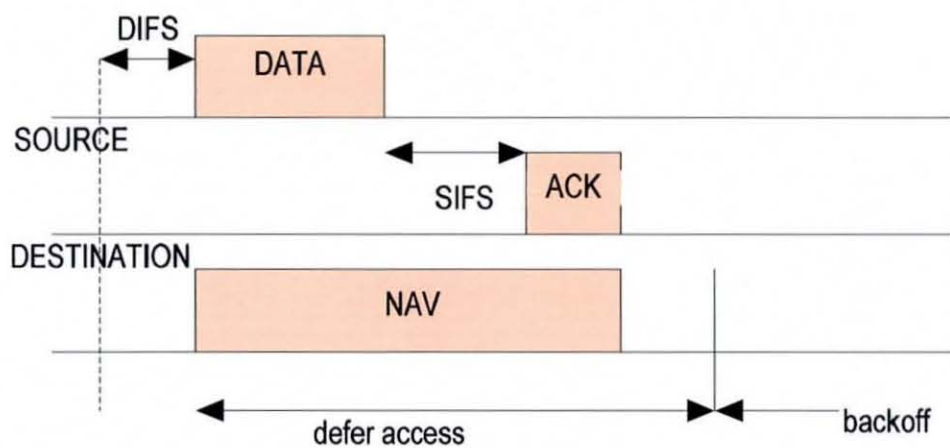 DIFS
DATA
SOURCE
SIFS
ACK
DESTINATION
NAV
defer access
backoff